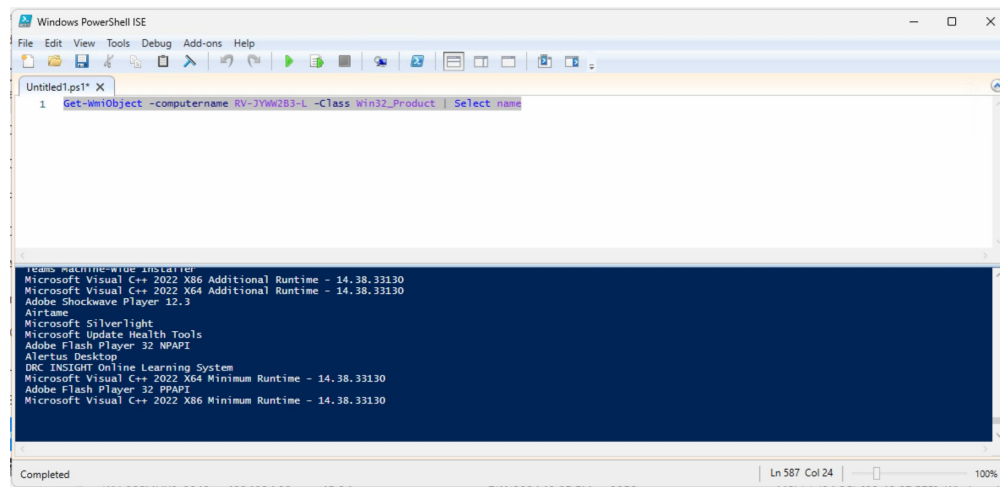 Windows PowerShell ISE
File Edit View Tools Debug Add-ons Help
Untitled1.ps1* X
1 Get-WmiObject -computername RV-JYWW2B3-L -Class Win32_Product | Select name
Teams Machine-Wide Installer
Microsoft Visual C++ 2022 X86 Additional Runtime - 14.38.33130
Microsoft Visual C++ 2022 X64 Additional Runtime - 14.38.33130
Adobe Shockwave Player 12.3
Airtame
Microsoft Silverlight
Microsoft Update Health Tools
Adobe Flash Player 32 NPAPI
Alertus Desktop
DRC INSIGHT Online Learning System
Microsoft Visual C++ 2022 X64 Minimum Runtime - 14.38.33130
Adobe Flash Player 32 PPAPI
Microsoft Visual C++ 2022 X86 Minimum Runtime - 14.38.33130
Completed Ln 587 Col 24 100%